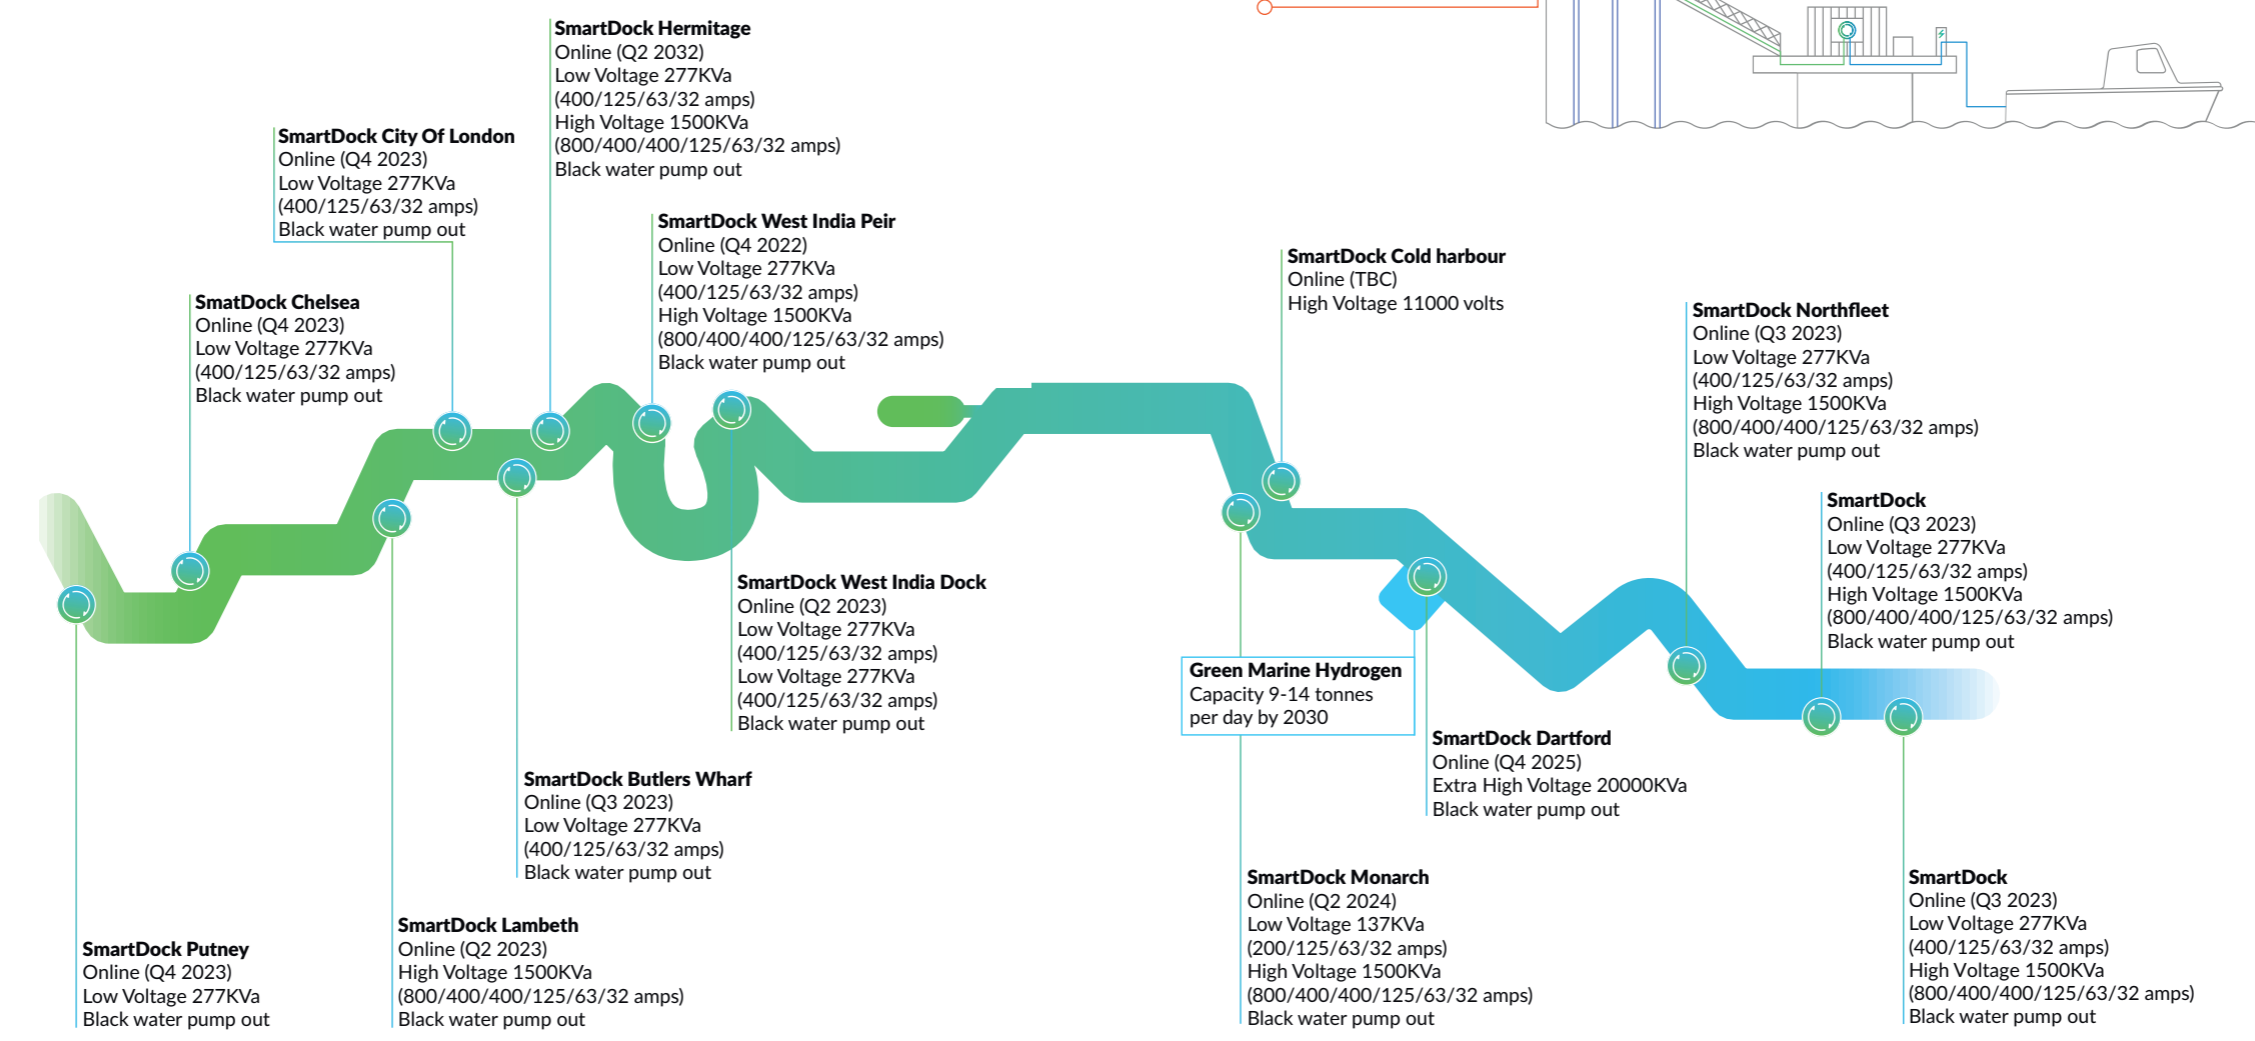 SmartDock Hermitage
Online (Q2 2032)
Low Voltage 277KVa
(400/125/63/32 amps)
High Voltage 1500KVa
(800/400/400/125/63/32 amps)
Black water pump out
SmartDock City Of London
Online (Q4 2023)
Low Voltage 277KVa
(400/125/63/32 amps)
Black water pump out
SmartDock West India Peir
Online (Q4 2022)
Low Voltage 277KVa
(400/125/63/32 amps)
High Voltage 1500KVa
(800/400/400/125/63/32 amps)
Black water pump out
SmatDock Chelsea
Online (Q4 2023)
Low Voltage 277KVa
(400/125/63/32 amps)
Black water pump out
SmartDock Cold harbour
Online (TBC)
High Voltage 11000 volts
SmartDock Northfleet
Online (Q3 2023)
Low Voltage 277KVa
(400/125/63/32 amps)
High Voltage 1500KVa
(800/400/400/125/63/32 amps)
Black water pump out
SmartDock
Online (Q3 2023)
Low Voltage 277KVa
(400/125/63/32 amps)
High Voltage 1500KVa
(800/400/400/125/63/32 amps)
Black water pump out
SmartDock West India Dock
Online (Q2 2023)
Low Voltage 277KVa
(400/125/63/32 amps)
Low Voltage 277KVa
(400/125/63/32 amps)
Black water pump out
Green Marine Hydrogen
Capacity 9-14 tonnes
per day by 2030
SmartDock Dartford
Online (Q4 2025)
Extra High Voltage 20000KVa
Black water pump out
SmartDock Butlers Wharf
Online (Q3 2023)
Low Voltage 277KVa
(400/125/63/32 amps)
Black water pump out
SmartDock Monarch
Online (Q2 2024)
Low Voltage 137KVa
(200/125/63/32 amps)
High Voltage 1500KVa
(800/400/400/125/63/32 amps)
Black water pump out
SmartDock
Online (Q3 2023)
Low Voltage 277KVa
(400/125/63/32 amps)
High Voltage 1500KVa
(800/400/400/125/63/32 amps)
Black water pump out
SmartDock Lambeth
Online (Q2 2023)
High Voltage 1500KVa
(800/400/400/125/63/32 amps)
Black water pump out
SmartDock Putney
Online (Q4 2023)
Low Voltage 277KVa
Black water pump out